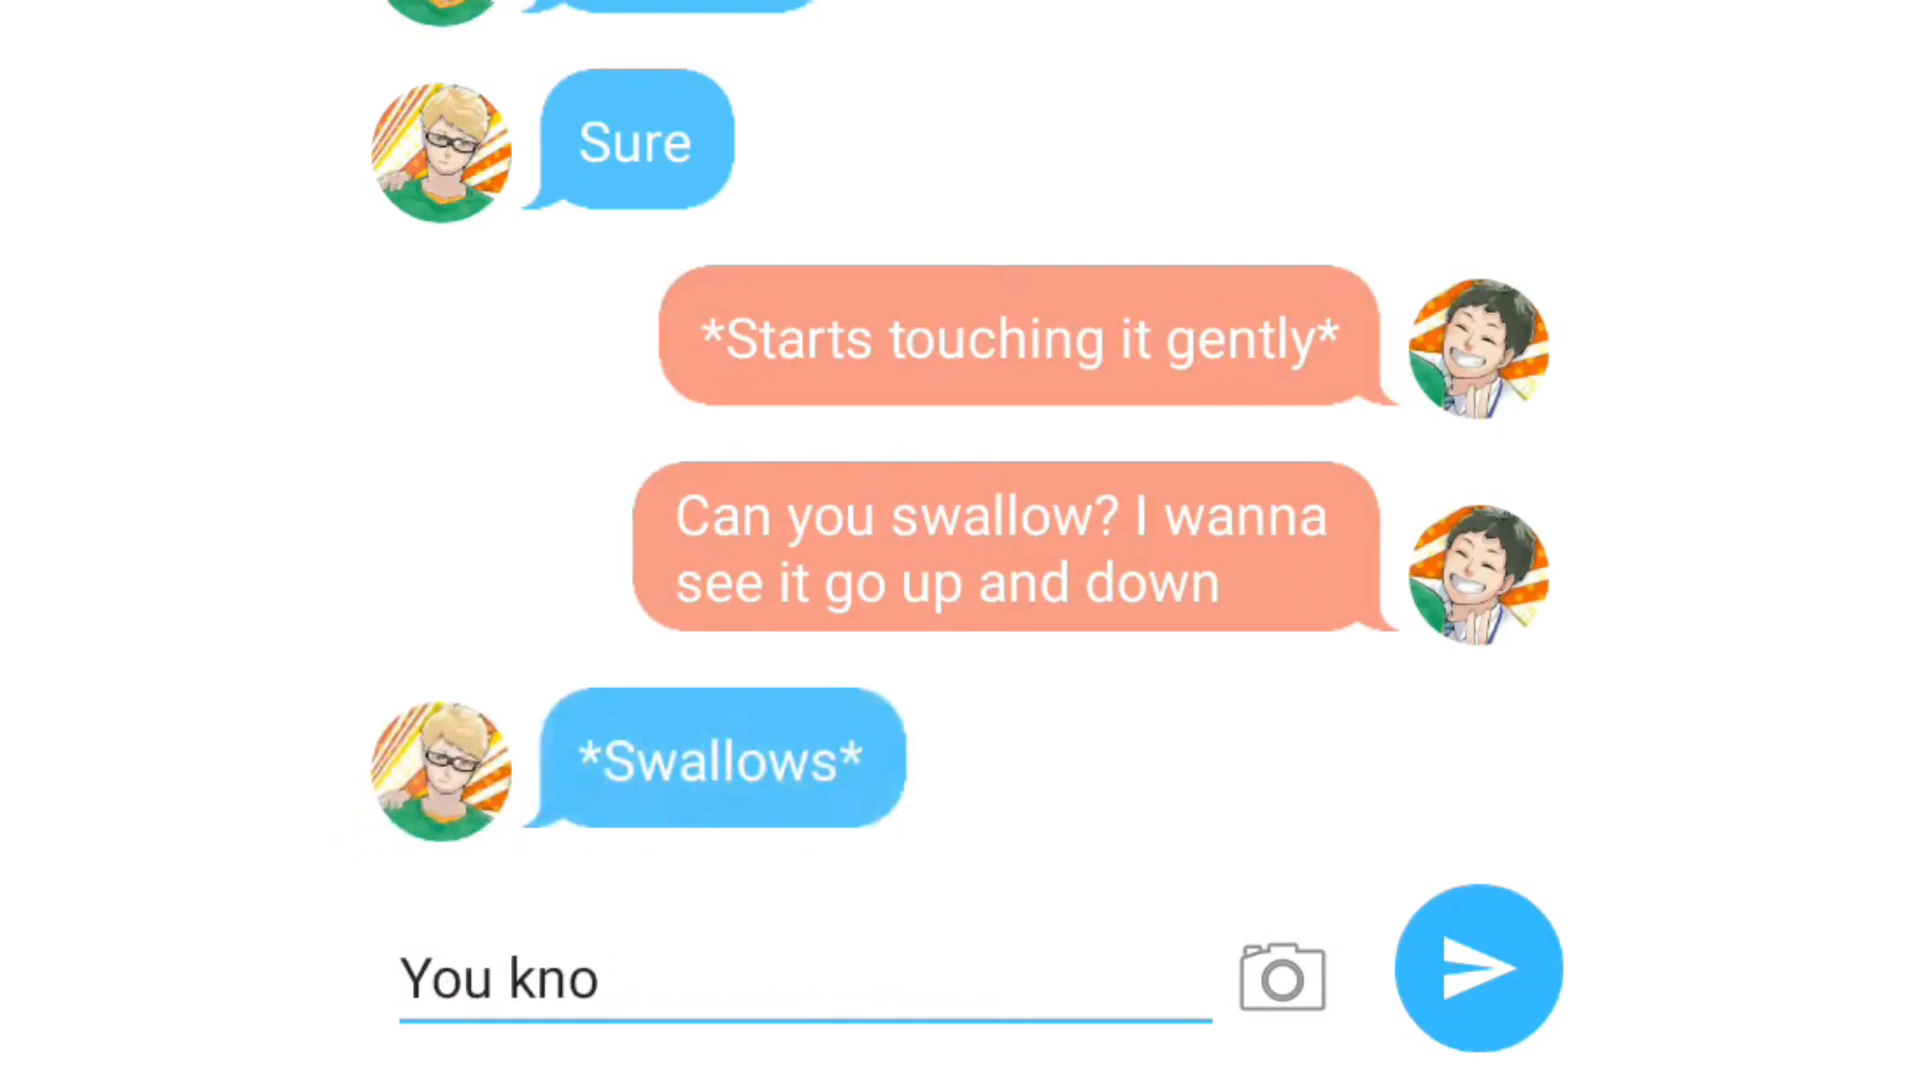 Sure
*Starts touching it gently*
Can you swallow? I wanna
see it go up and down
*Swallows*
You kno